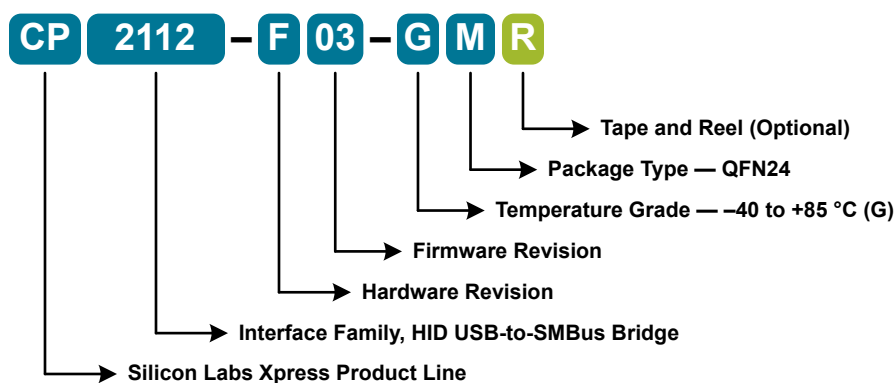 CP 2112 – F 03 – G M R
Tape and Reel (Optional)
Package Type — QFN24
Temperature Grade — –40 to +85 °C (G)
Firmware Revision
Hardware Revision
Interface Family, HID USB-to-SMBus Bridge
Silicon Labs Xpress Product Line